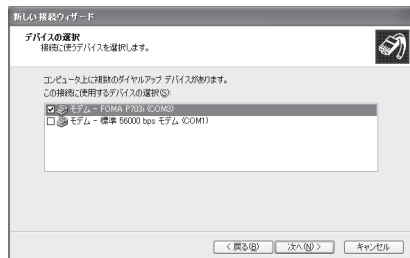 新しい接続ウィザード
デバイスの選択
接続に使うデバイスを選択します。
コンピュータ上に複数のダイヤルアップ デバイスがあります。
この接続に使用するデバイスの選択(S):
モデム - FOMA P703i (COM3)
モデム - 標準 56000 bps モデム (COM1)
< 戻る(B)
次へ(N) >
キャンセル